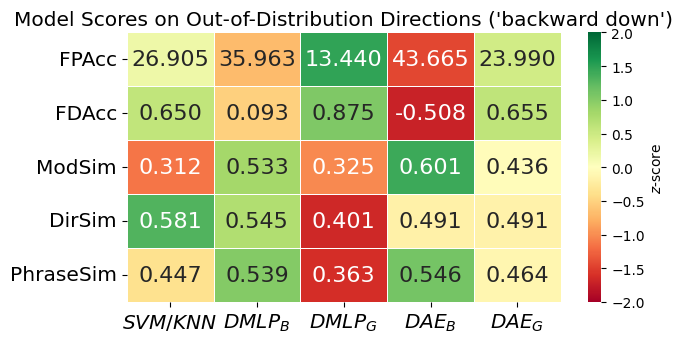 Model Scores on Out-of-Distribution Directions ('backward down')
FPAcc 26.905 35.963 13.440 43.665 23.990
FDAcc 0.650 0.093 0.875 -0.508 0.655
ModSim 0.312 0.533 0.325 0.601 0.436
DirSim 0.581 0.545 0.401 0.491 0.491
PhraseSim 0.447 0.539 0.363 0.546 0.464
SVM/KNN DMLP_B DMLP_G DAE_B DAE_G
2.0
1.5
1.0
0.5
0.0
−0.5
−1.0
−1.5
−2.0
z-score